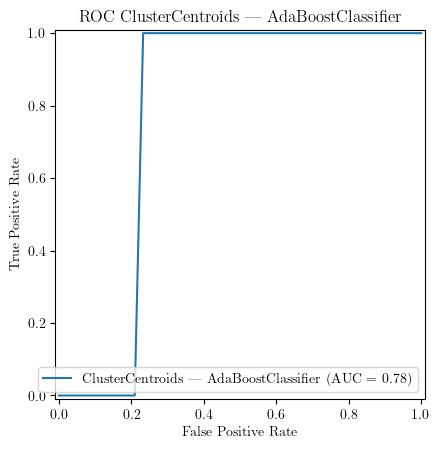 ROC ClusterCentroids — AdaBoostClassifier
1.0
0.8
0.6
0.4
0.2
0.0
True Positive Rate
ClusterCentroids — AdaBoostClassifier (AUC = 0.78)
0.0 0.2 0.4 0.6 0.8 1.0
False Positive Rate